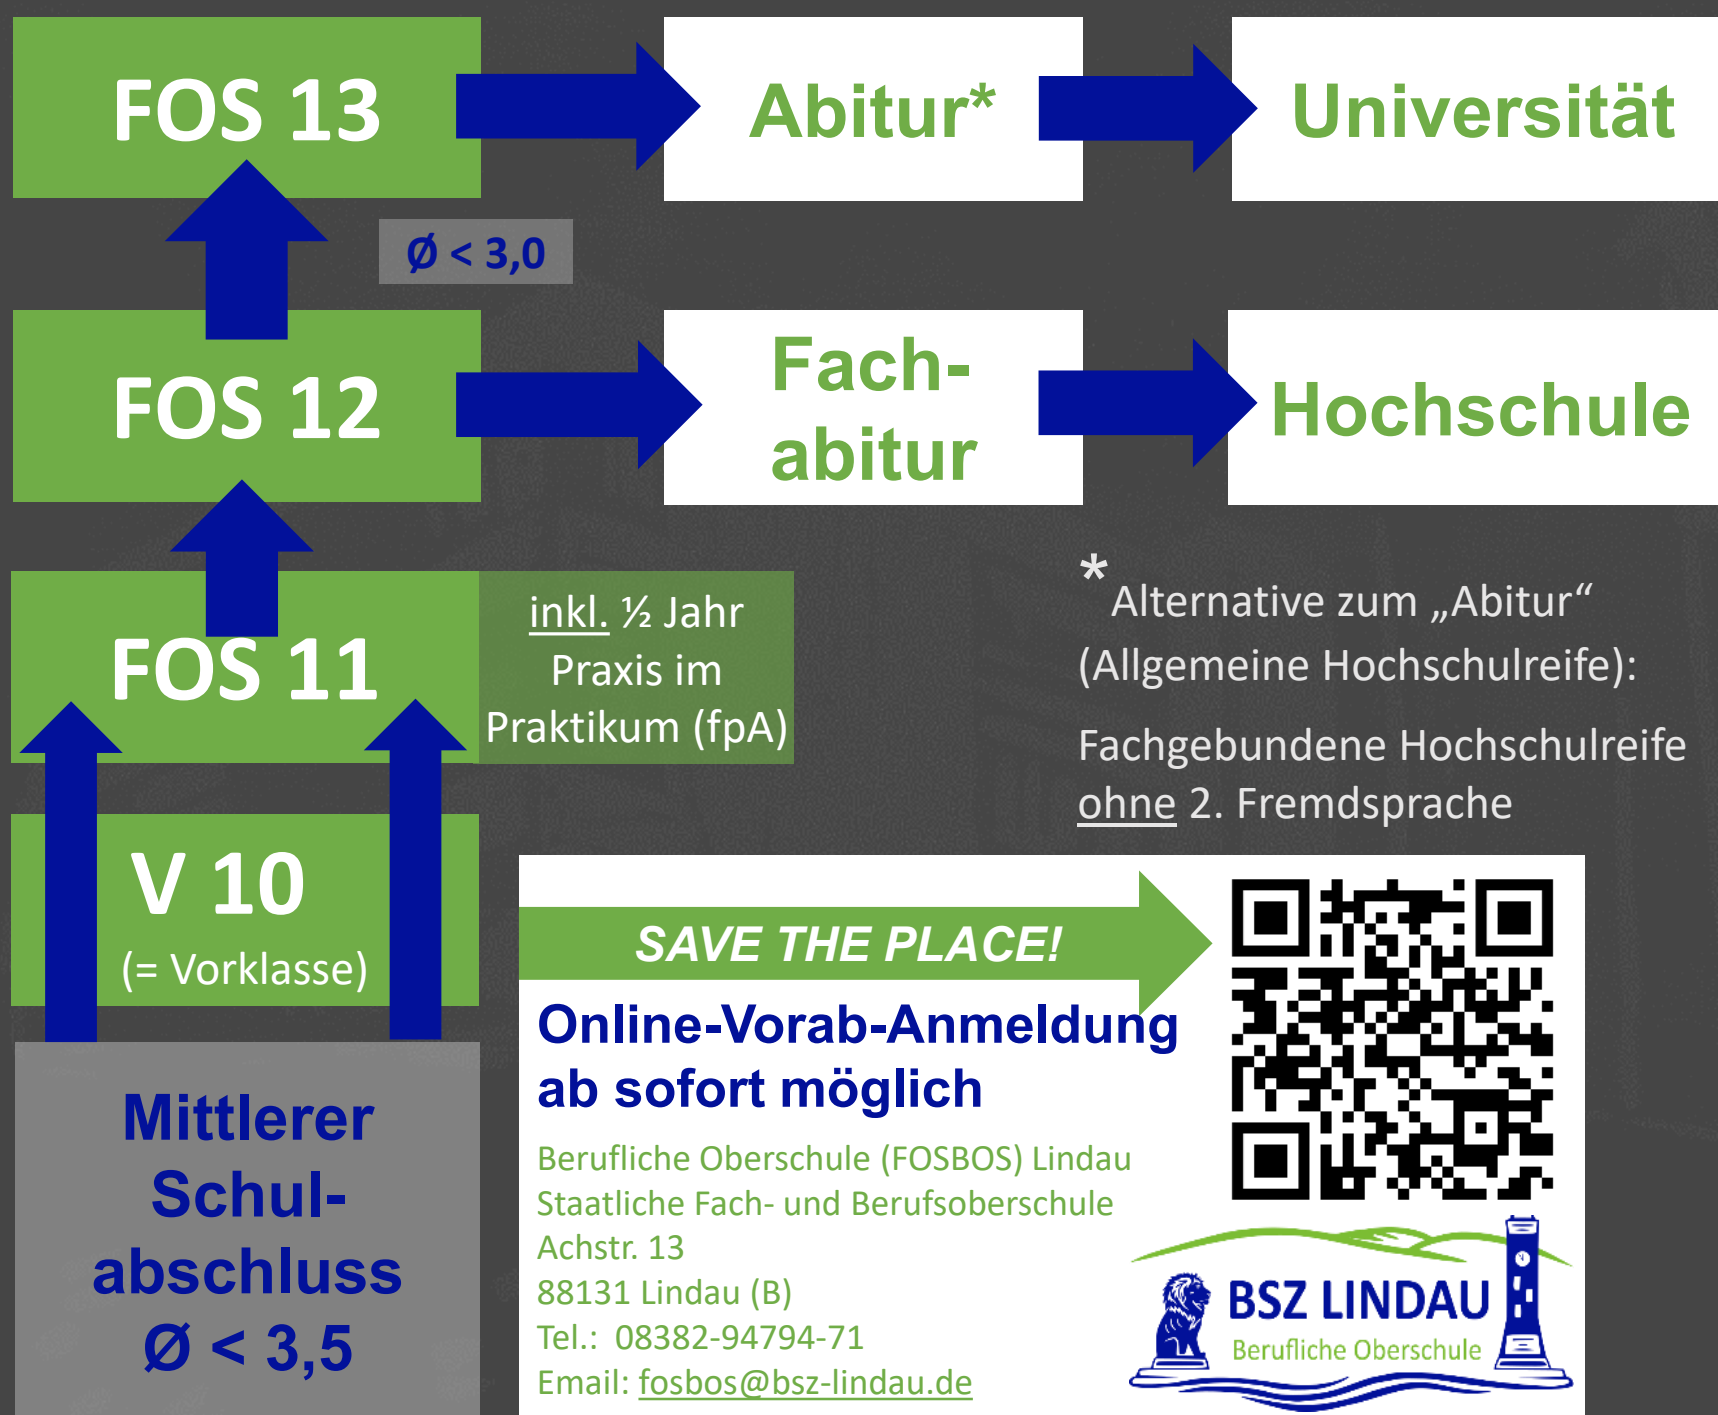 FOS 13
Abitur*
Universität
Ø < 3,0
FOS 12
Fach-
abitur
Hochschule
FOS 11
inkl. ½ Jahr
Praxis im
Praktikum (fpA)
* Alternative zum „Abitur“
(Allgemeine Hochschulreife):
Fachgebundene Hochschulreife
ohne 2. Fremdsprache
V 10
(= Vorklasse)
Mittlerer
Schul-
abschluss
Ø < 3,5
SAVE THE PLACE!
Online-Vorab-Anmeldung
ab sofort möglich
Berufliche Oberschule (FOSBOS) Lindau
Staatliche Fach- und Berufsoberschule
Achstr. 13
88131 Lindau (B)
Tel.: 08382-94794-71
Email: fosbos@bsz-lindau.de
BSZ LINDAU
Berufliche Oberschule